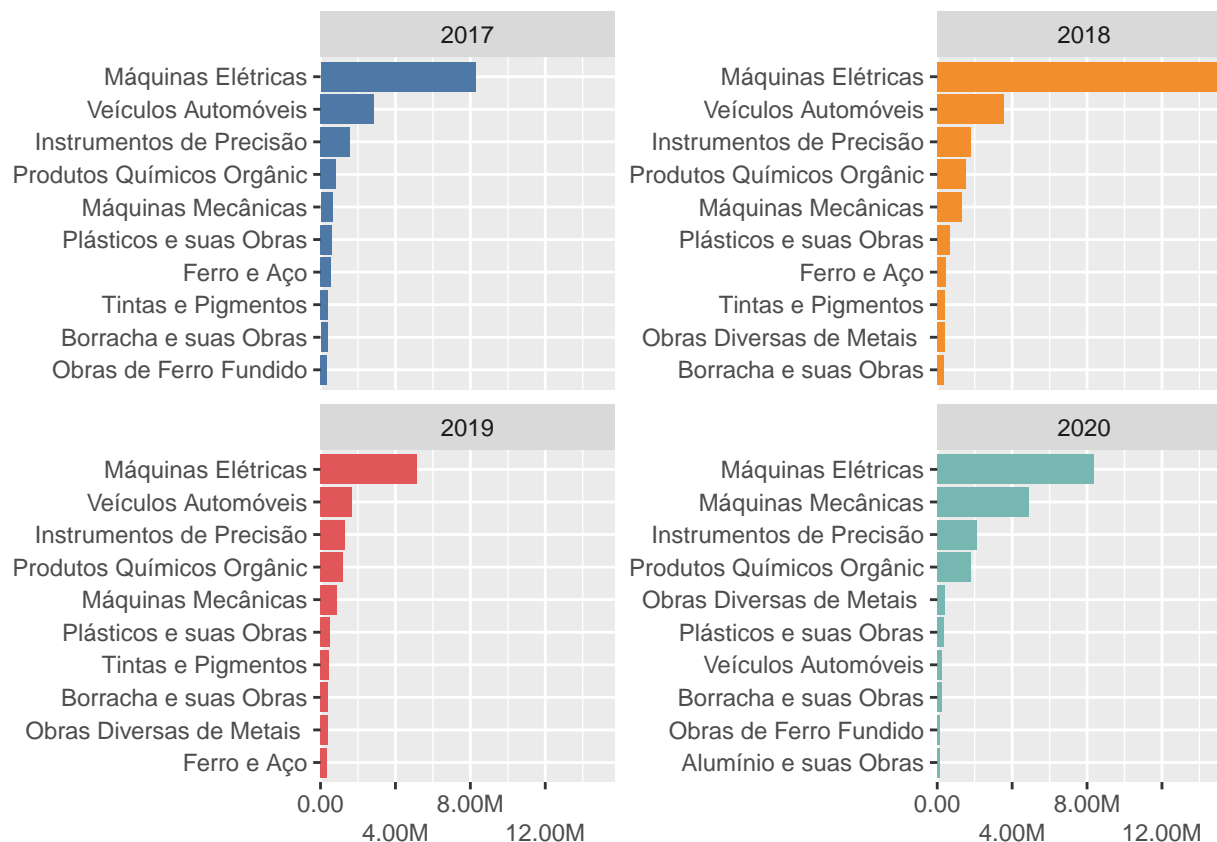 2017
Máquinas Elétricas
Veículos Automóveis
Instrumentos de Precisão
Produtos Químicos Orgânic
Máquinas Mecânicas
Plásticos e suas Obras
Ferro e Aço
Tintas e Pigmentos
Borracha e suas Obras
Obras de Ferro Fundido
2018
Máquinas Elétricas
Veículos Automóveis
Instrumentos de Precisão
Produtos Químicos Orgânic
Máquinas Mecânicas
Plásticos e suas Obras
Ferro e Aço
Tintas e Pigmentos
Obras Diversas de Metais
Borracha e suas Obras
2019
Máquinas Elétricas
Veículos Automóveis
Instrumentos de Precisão
Produtos Químicos Orgânic
Máquinas Mecânicas
Plásticos e suas Obras
Tintas e Pigmentos
Borracha e suas Obras
Obras Diversas de Metais
Ferro e Aço
0.00
8.00M
4.00M
12.00M
2020
Máquinas Elétricas
Máquinas Mecânicas
Instrumentos de Precisão
Produtos Químicos Orgânic
Obras Diversas de Metais
Plásticos e suas Obras
Veículos Automóveis
Borracha e suas Obras
Obras de Ferro Fundido
Alumínio e suas Obras
0.00
8.00M
4.00M
12.00M